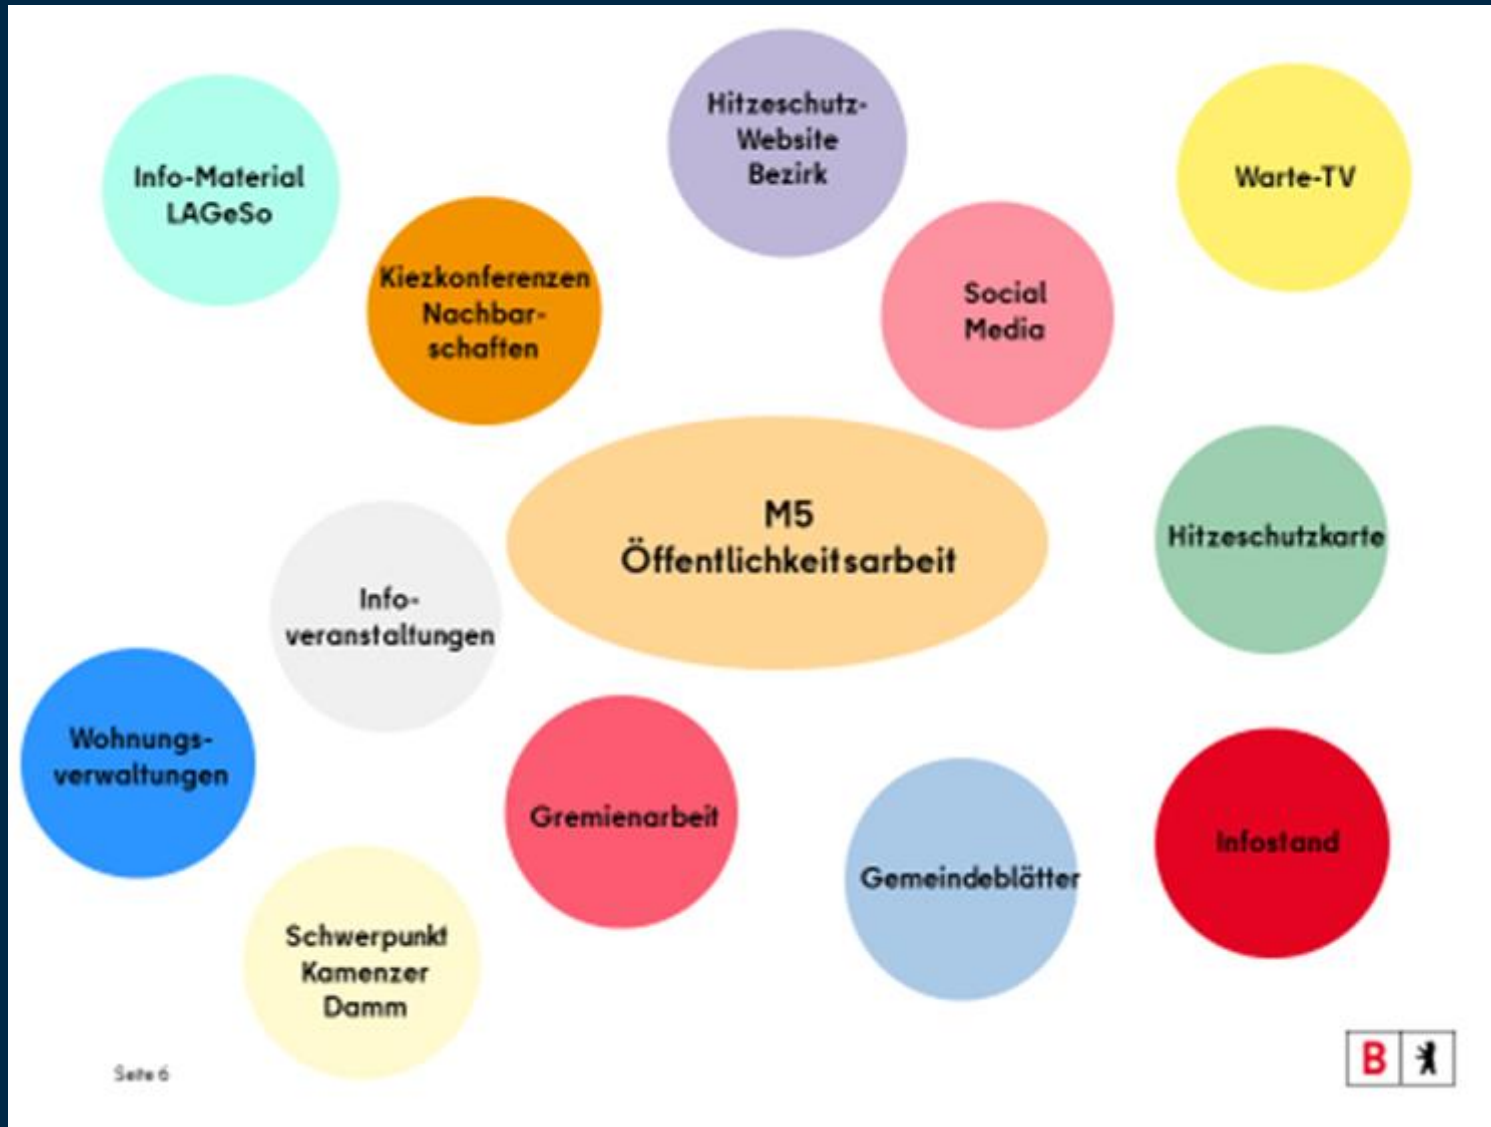 Hitzeschutz-
Website
Bezirk
Info-Material
LAGeSo
Warte-TV
Kiezkonferenzen
Nachbar-
schaften
Social
Media
M5
Öffentlichkeitsarbeit
Hitzeschutzkarte
Info-
veranstaltungen
Wohnungs-
verwaltungen
Gremienarbeit
Gemeindeblätter
Infostand
Schwerpunkt
Kamenzer
Damm
Seite 6
B